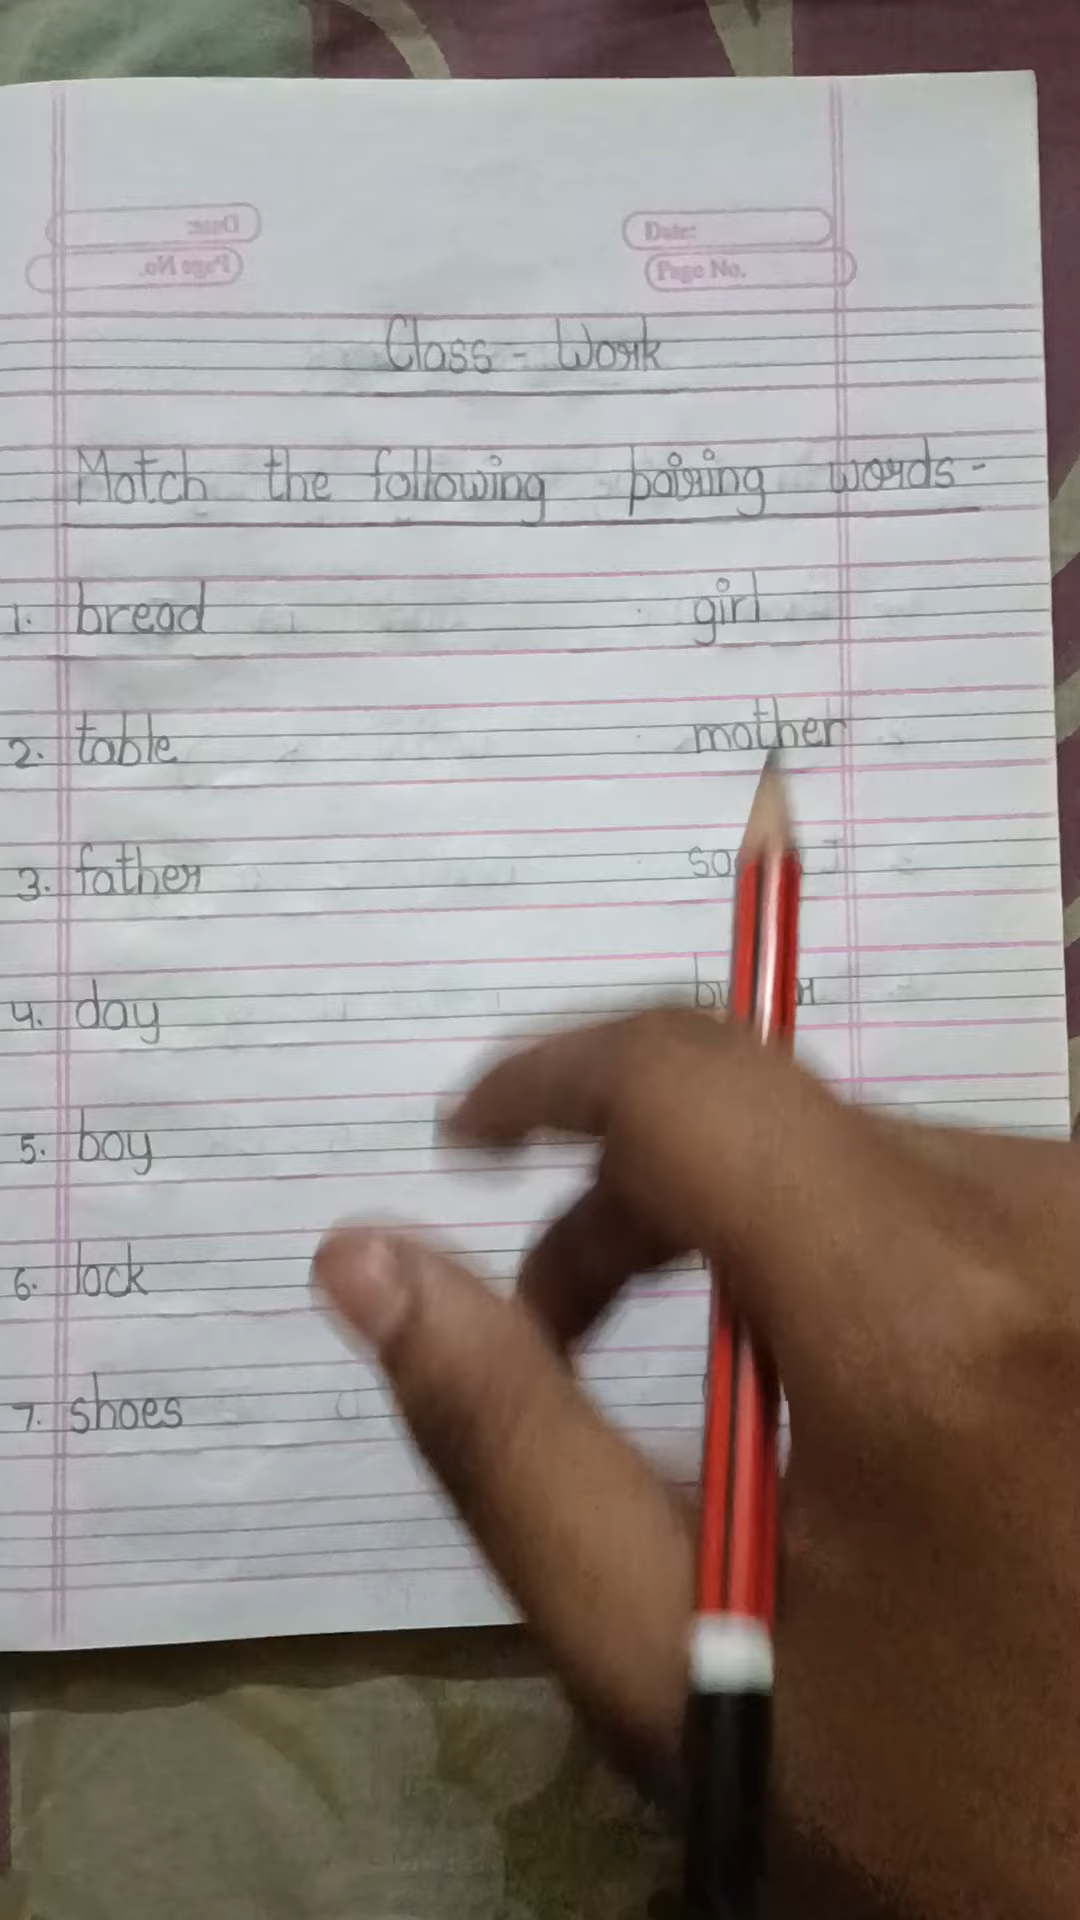 Date:
Page No.
Class - Work
Match the following pairing words-
1. bread girl
2. table mother
3. father
4. day
5. boy
6. lock
7. shoes